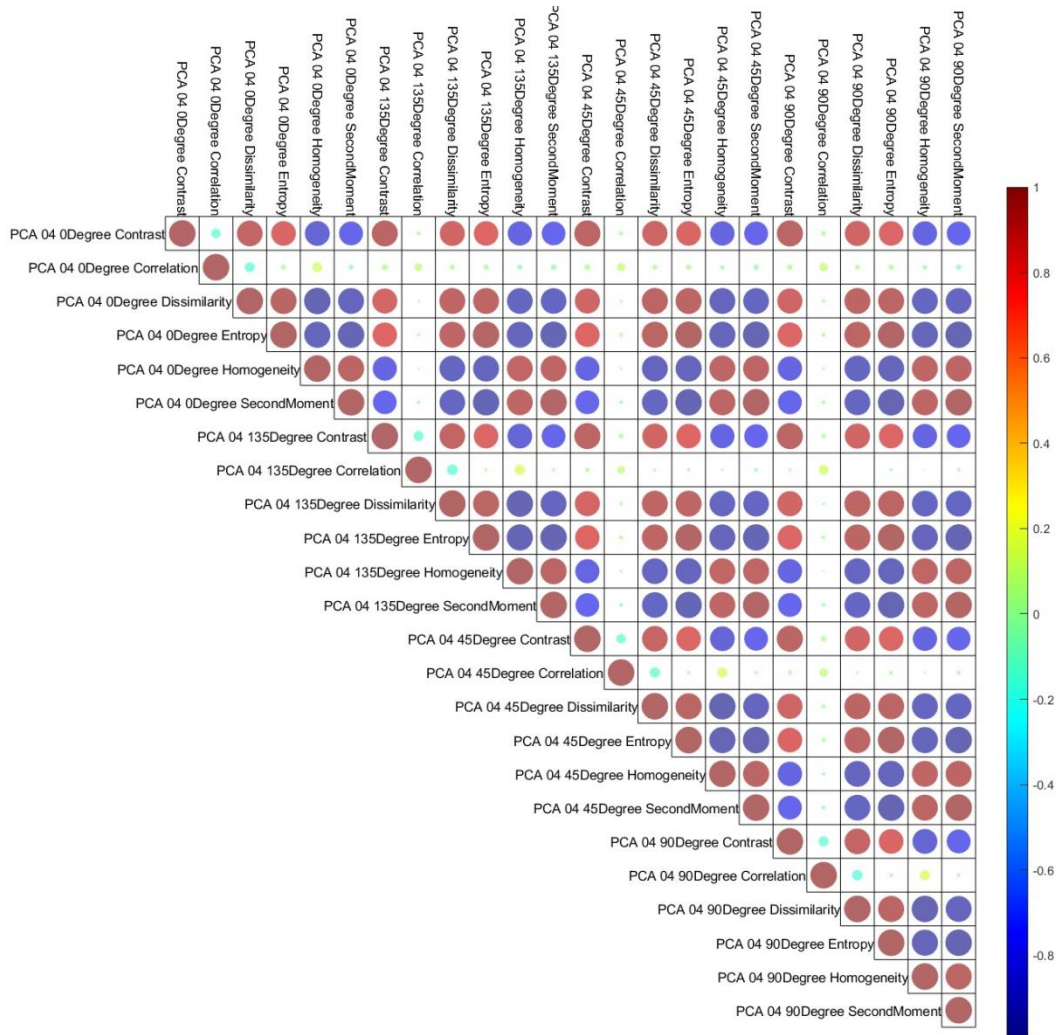 PCA 04 0Degree Contrast
PCA 04 0Degree Correlation
PCA 04 0Degree Dissimilarity
PCA 04 0Degree Entropy
PCA 04 0Degree Homogeneity
PCA 04 0Degree SecondMoment
PCA 04 135Degree Contrast
PCA 04 135Degree Correlation
PCA 04 135Degree Dissimilarity
PCA 04 135Degree Entropy
PCA 04 135Degree Homogeneity
PCA 04 135Degree SecondMoment
PCA 04 45Degree Contrast
PCA 04 45Degree Correlation
PCA 04 45Degree Dissimilarity
PCA 04 45Degree Entropy
PCA 04 45Degree Homogeneity
PCA 04 45Degree SecondMoment
PCA 04 90Degree Contrast
PCA 04 90Degree Correlation
PCA 04 90Degree Dissimilarity
PCA 04 90Degree Entropy
PCA 04 90Degree Homogeneity
PCA 04 90Degree SecondMoment
PCA 04 0Degree Contrast
PCA 04 0Degree Correlation
PCA 04 0Degree Dissimilarity
PCA 04 0Degree Entropy
PCA 04 0Degree Homogeneity
PCA 04 0Degree SecondMoment
PCA 04 135Degree Contrast
PCA 04 135Degree Correlation
PCA 04 135Degree Dissimilarity
PCA 04 135Degree Entropy
PCA 04 135Degree Homogeneity
PCA 04 135Degree SecondMoment
PCA 04 45Degree Contrast
PCA 04 45Degree Correlation
PCA 04 45Degree Dissimilarity
PCA 04 45Degree Entropy
PCA 04 45Degree Homogeneity
PCA 04 45Degree SecondMoment
PCA 04 90Degree Contrast
PCA 04 90Degree Correlation
PCA 04 90Degree Dissimilarity
PCA 04 90Degree Entropy
PCA 04 90Degree Homogeneity
PCA 04 90Degree SecondMoment
1
0.8
0.6
0.4
0.2
0
-0.2
-0.4
-0.6
-0.8